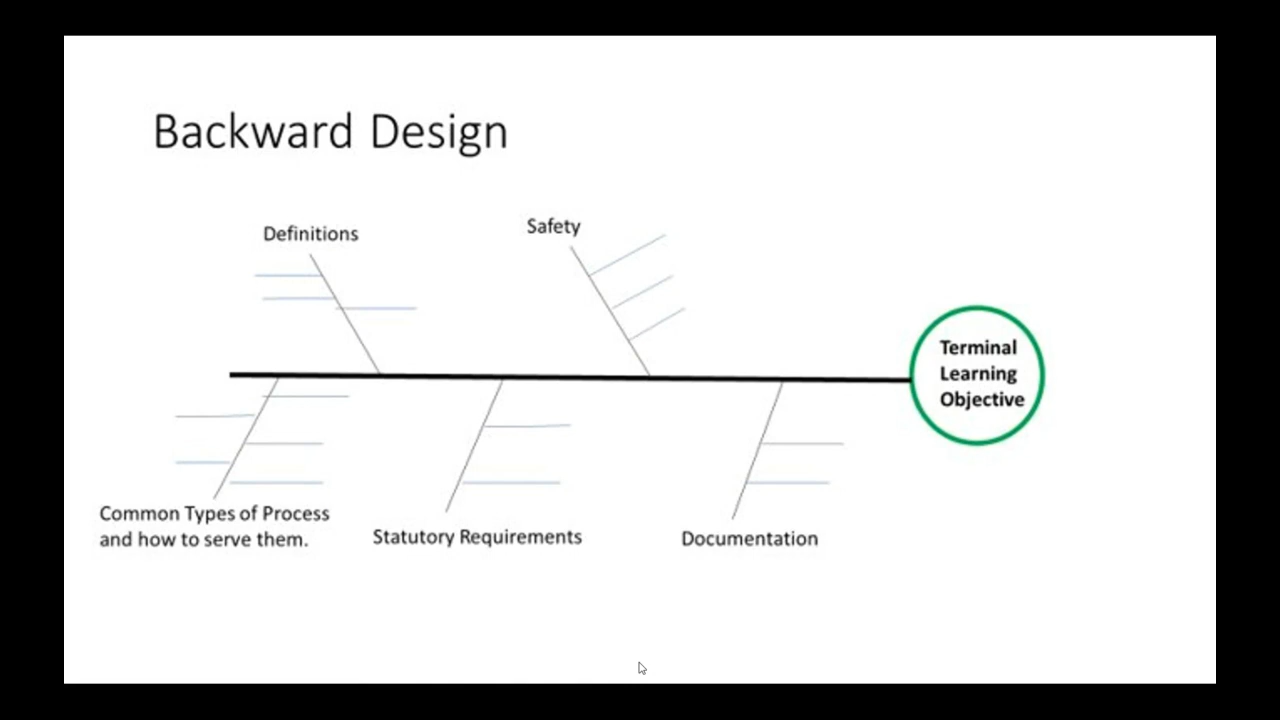 Backward Design
Definitions
Safety
Terminal
Learning
Objective
Common Types of Process
and how to serve them.
Statutory Requirements
Documentation